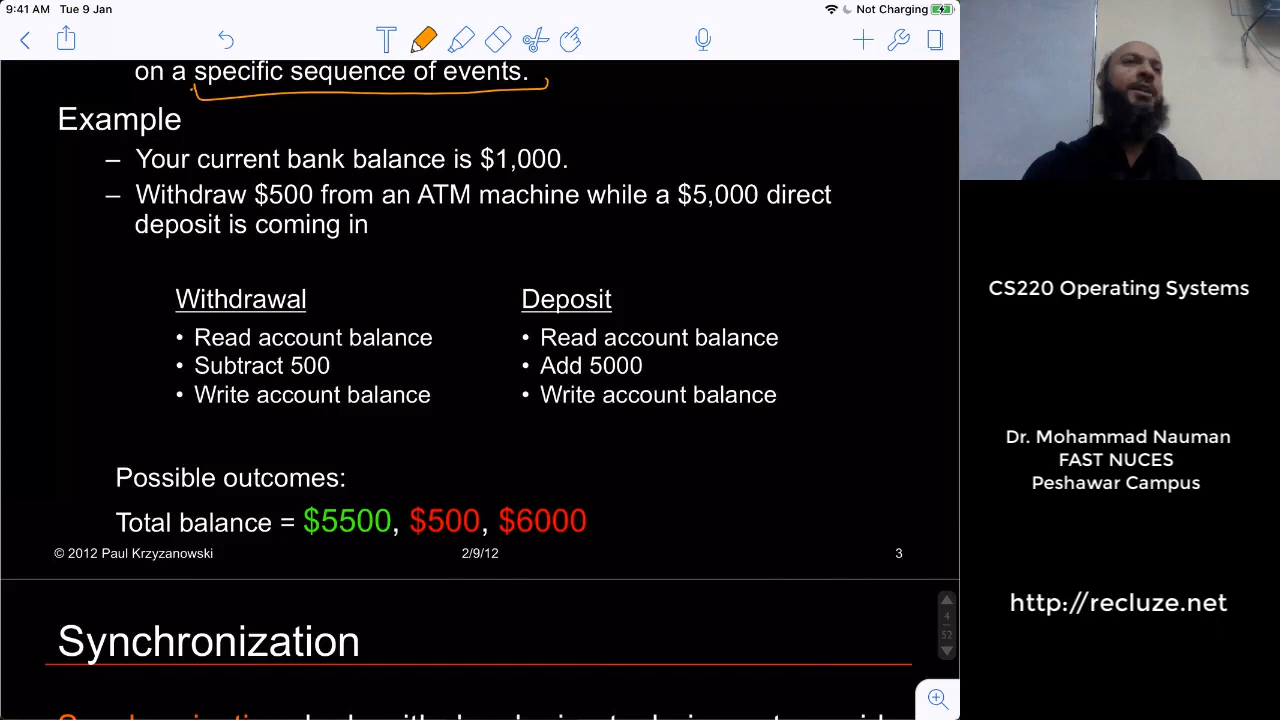 9:41 AM Tue 9 Jan
Not Charging
on a specific sequence of events.
Example
– Your current bank balance is $1,000.
– Withdraw $500 from an ATM machine while a $5,000 direct
deposit is coming in
Withdrawal
• Read account balance
• Subtract 500
• Write account balance
Deposit
• Read account balance
• Add 5000
• Write account balance
Possible outcomes:
Total balance = $5500, $500, $6000
© 2012 Paul Krzyzanowski
2/9/12
3
Synchronization
4
52
CS220 Operating Systems
Dr. Mohammad Nauman
FAST NUCES
Peshawar Campus
http://recluze.net